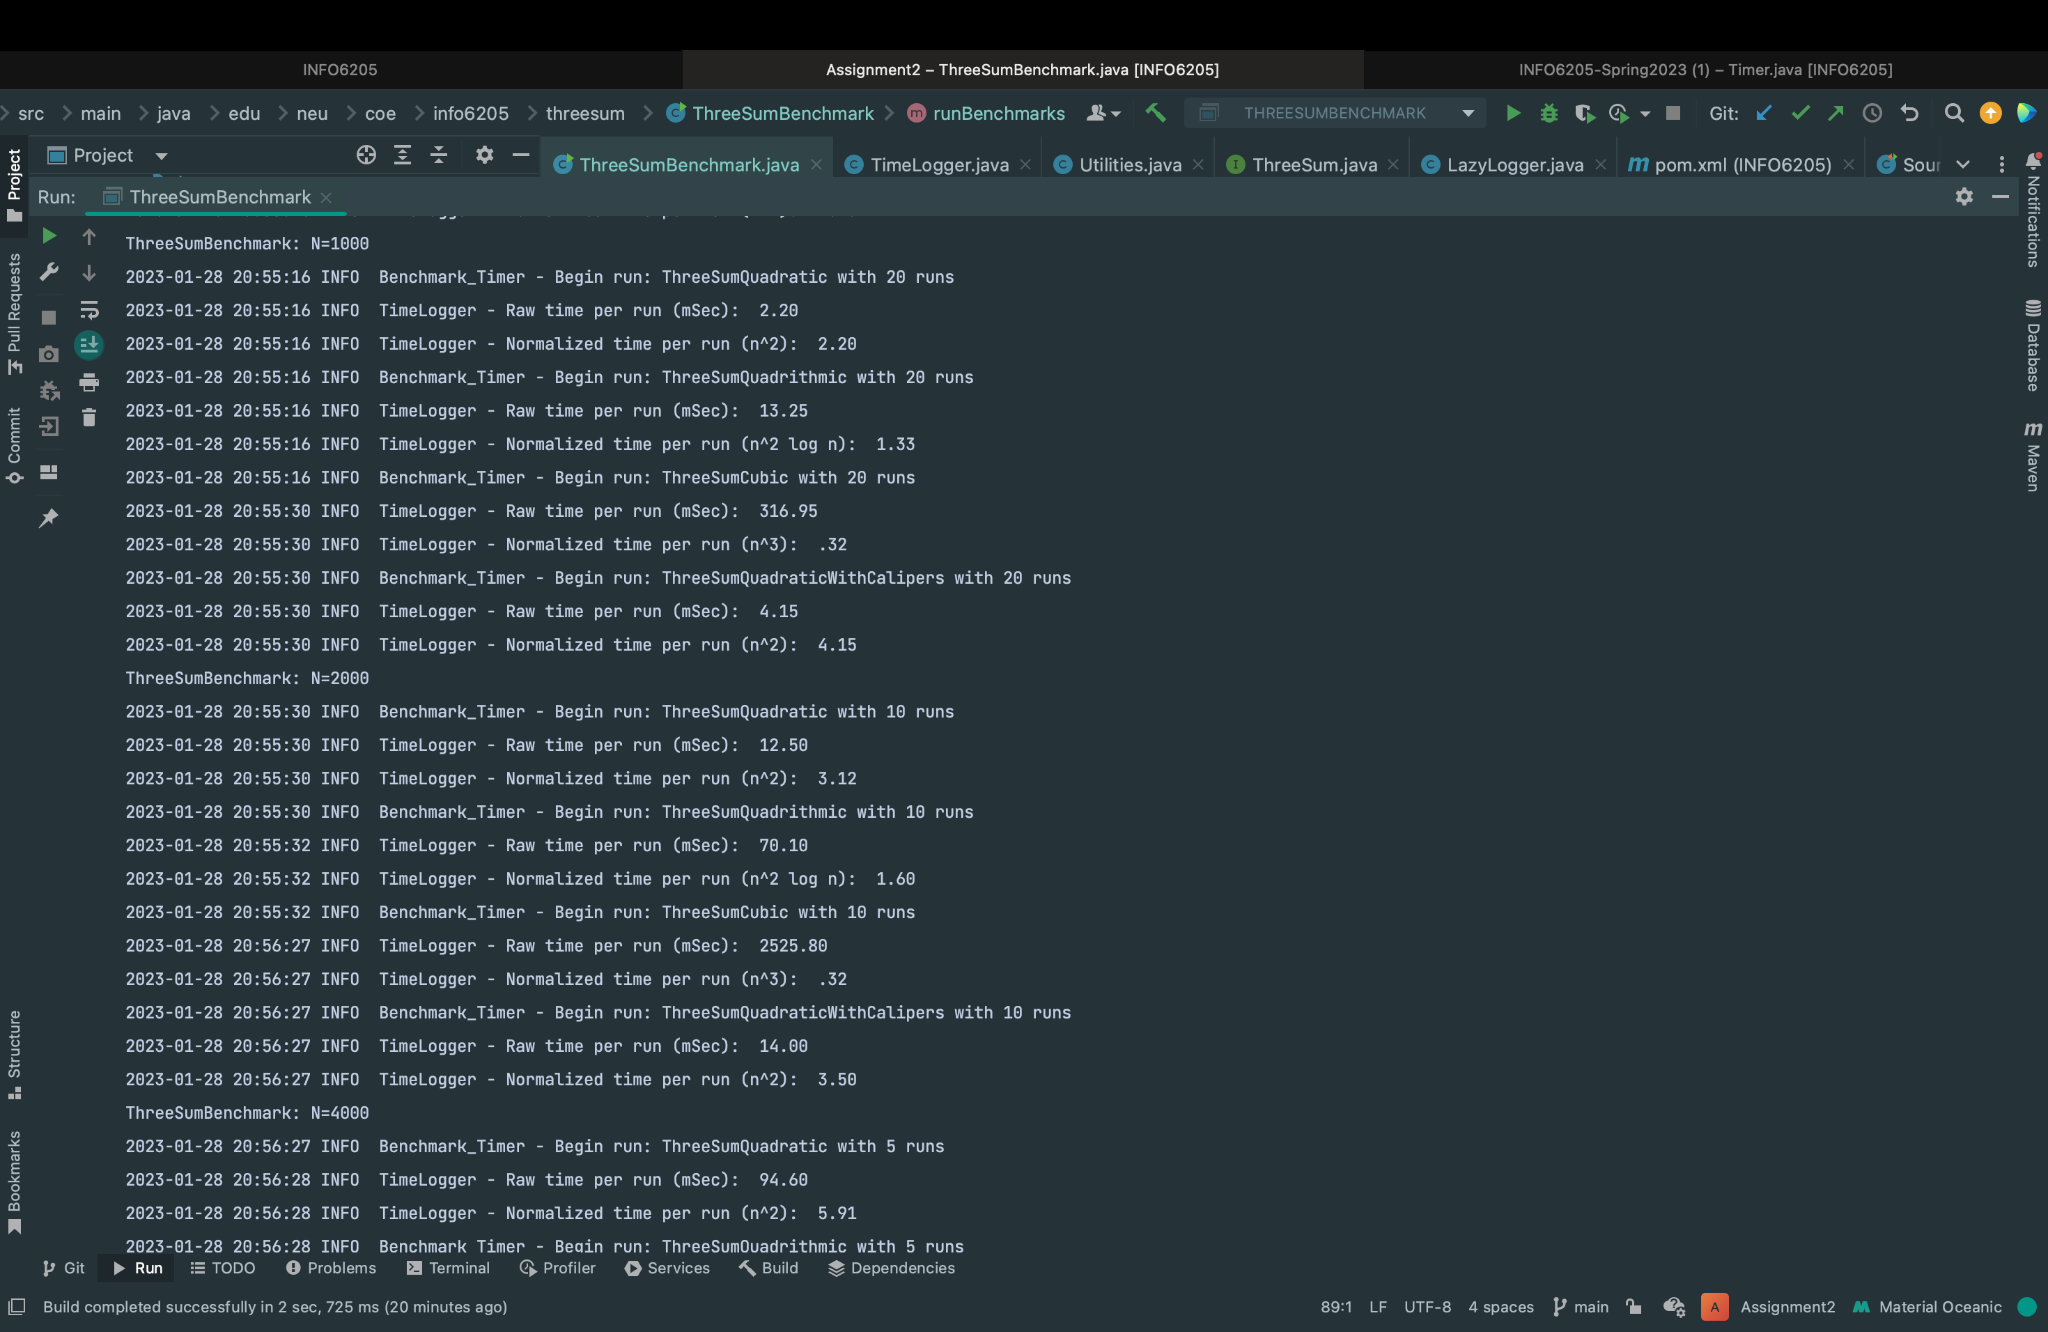 INFO6205
Assignment2 – ThreeSumBenchmark.java [INFO6205]
INFO6205-Spring2023 (1) – Timer.java [INFO6205]
src main java edu neu coe info6205 threesum ThreeSumBenchmark runBenchmarks THREESUMBENCHMARK Git:
Project
ThreeSumBenchmark.java TimeLogger.java Utilities.java ThreeSum.java LazyLogger.java pom.xml (INFO6205)
Run: ThreeSumBenchmark
ThreeSumBenchmark: N=1000
2023-01-28 20:55:16 INFO  Benchmark_Timer - Begin run: ThreeSumQuadratic with 20 runs
2023-01-28 20:55:16 INFO  TimeLogger - Raw time per run (mSec):  2.20
2023-01-28 20:55:16 INFO  TimeLogger - Normalized time per run (n^2):  2.20
2023-01-28 20:55:16 INFO  Benchmark_Timer - Begin run: ThreeSumQuadrithmic with 20 runs
2023-01-28 20:55:16 INFO  TimeLogger - Raw time per run (mSec):  13.25
2023-01-28 20:55:16 INFO  TimeLogger - Normalized time per run (n^2 log n):  1.33
2023-01-28 20:55:16 INFO  Benchmark_Timer - Begin run: ThreeSumCubic with 20 runs
2023-01-28 20:55:30 INFO  TimeLogger - Raw time per run (mSec):  316.95
2023-01-28 20:55:30 INFO  TimeLogger - Normalized time per run (n^3):  .32
2023-01-28 20:55:30 INFO  Benchmark_Timer - Begin run: ThreeSumQuadraticWithCalipers with 20 runs
2023-01-28 20:55:30 INFO  TimeLogger - Raw time per run (mSec):  4.15
2023-01-28 20:55:30 INFO  TimeLogger - Normalized time per run (n^2):  4.15
ThreeSumBenchmark: N=2000
2023-01-28 20:55:30 INFO  Benchmark_Timer - Begin run: ThreeSumQuadratic with 10 runs
2023-01-28 20:55:30 INFO  TimeLogger - Raw time per run (mSec):  12.50
2023-01-28 20:55:30 INFO  TimeLogger - Normalized time per run (n^2):  3.12
2023-01-28 20:55:30 INFO  Benchmark_Timer - Begin run: ThreeSumQuadrithmic with 10 runs
2023-01-28 20:55:32 INFO  TimeLogger - Raw time per run (mSec):  70.10
2023-01-28 20:55:32 INFO  TimeLogger - Normalized time per run (n^2 log n):  1.60
2023-01-28 20:55:32 INFO  Benchmark_Timer - Begin run: ThreeSumCubic with 10 runs
2023-01-28 20:56:27 INFO  TimeLogger - Raw time per run (mSec):  2525.80
2023-01-28 20:56:27 INFO  TimeLogger - Normalized time per run (n^3):  .32
2023-01-28 20:56:27 INFO  Benchmark_Timer - Begin run: ThreeSumQuadraticWithCalipers with 10 runs
2023-01-28 20:56:27 INFO  TimeLogger - Raw time per run (mSec):  14.00
2023-01-28 20:56:27 INFO  TimeLogger - Normalized time per run (n^2):  3.50
ThreeSumBenchmark: N=4000
2023-01-28 20:56:27 INFO  Benchmark_Timer - Begin run: ThreeSumQuadratic with 5 runs
2023-01-28 20:56:28 INFO  TimeLogger - Raw time per run (mSec):  94.60
2023-01-28 20:56:28 INFO  TimeLogger - Normalized time per run (n^2):  5.91
2023-01-28 20:56:28 INFO  Benchmark_Timer - Begin run: ThreeSumQuadrithmic with 5 runs
Project
Pull Requests
Commit
Structure
Bookmarks
Notifications
Database
Maven
Git Run TODO Problems Terminal Profiler Services Build Dependencies
Build completed successfully in 2 sec, 725 ms (20 minutes ago)
89:1 LF UTF-8 4 spaces main A Assignment2 Material Oceanic